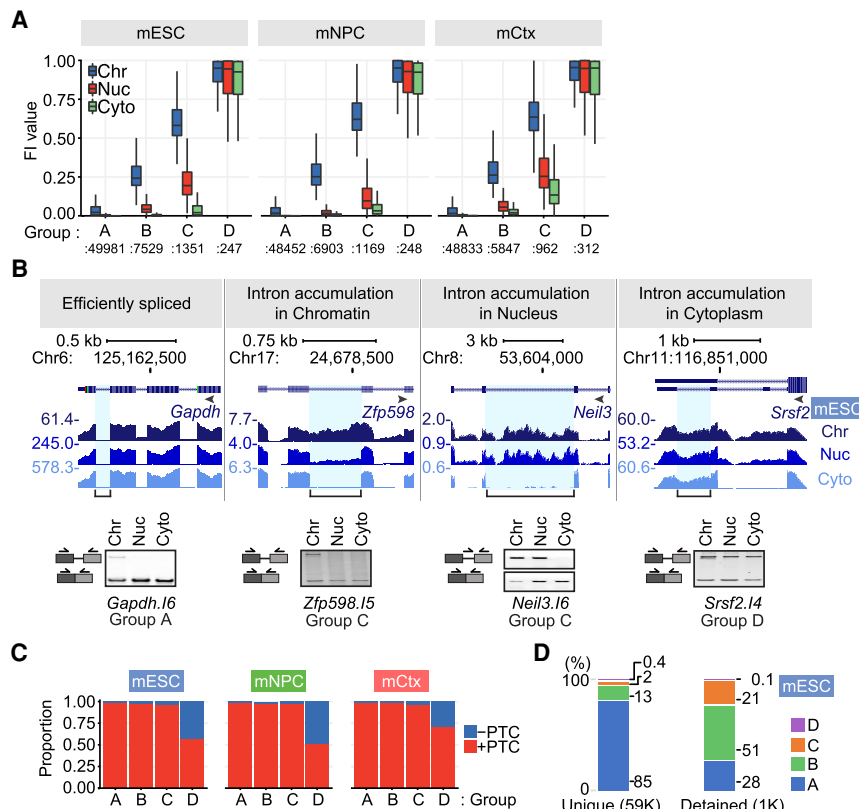 A
mESC mNPC mCtx
FI value
1.00
0.75
0.50
0.25
0.00
Chr
Nuc
Cyto
Group : A B C D A B C D A B C D
:49981 :7529 :1351 :247 :48452 :6903 :1169 :248 :48833 :5847 :962 :312
B
Efficiently spliced
Intron accumulation in Chromatin
Intron accumulation in Nucleus
Intron accumulation in Cytoplasm
0.5 kb 0.75 kb 3 kb 1 kb
Chr6: 125,162,500 Chr17: 24,678,500 Chr8: 53,604,000 Chr11:116,851,000
Gapdh Zfp598 Neil3 Srsf2 mESC
61.4- 7.7- 2.0- 60.0- Chr
245.0- 4.0- 0.9- 53.2- Nuc
578.3- 6.3- 0.6- 60.6- Cyto
Chr Nuc Cyto Chr Nuc Cyto Chr Nuc Cyto Chr Nuc Cyto
Gapdh.I6 Zfp598.I5 Neil3.I6 Srsf2.I4
Group A Group C Group C Group D
C
mESC mNPC mCtx
Proportion
1.00
0.75
0.50
0.25
0.00
-PTC
+PTC
A B C D A B C D A B C D : Group
D
(%)
100
0
0.4
2
-13
-85
0.1
-21
-51
-28
mESC
D
C
B
A
Unique (59K) Detained (1K)